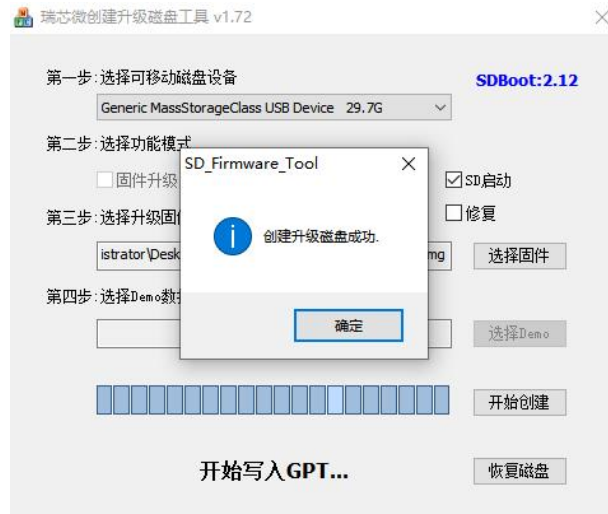 瑞芯微创建升级磁盘工具 v1.72
第一步:选择可移动磁盘设备
SDBoot:2.12
Generic MassStorageClass USB Device 29.7G
第二步:选择功能模式
SD_Firmware_Tool
固件升级
SD启动
修复
创建升级磁盘成功.
第三步:选择升级固
istrator\Desk
mg
选择固件
第四步:选择Demo数
确定
选择Demo
开始创建
开始写入GPT...
恢复磁盘